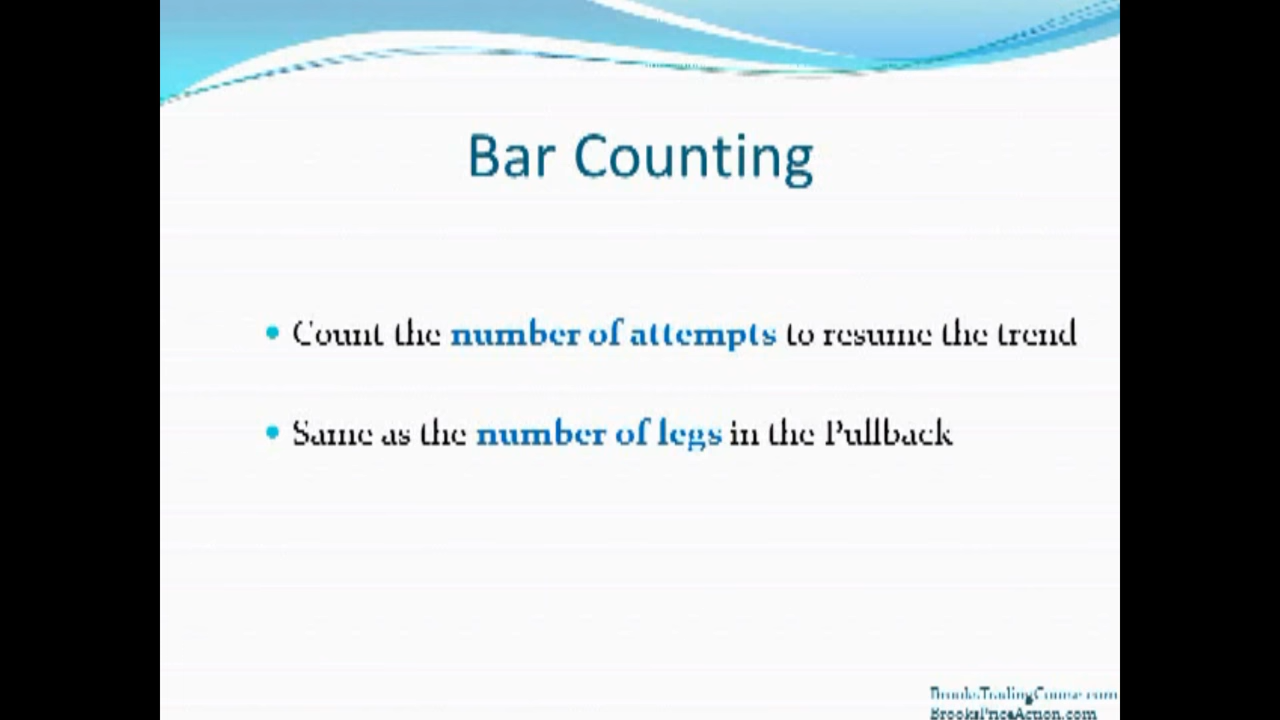 Bar Counting
Count the number of attempts to resume the trend
Same as the number of legs in the Pullback
BrooksTradingCourse.com
BrooksPriceAction.com